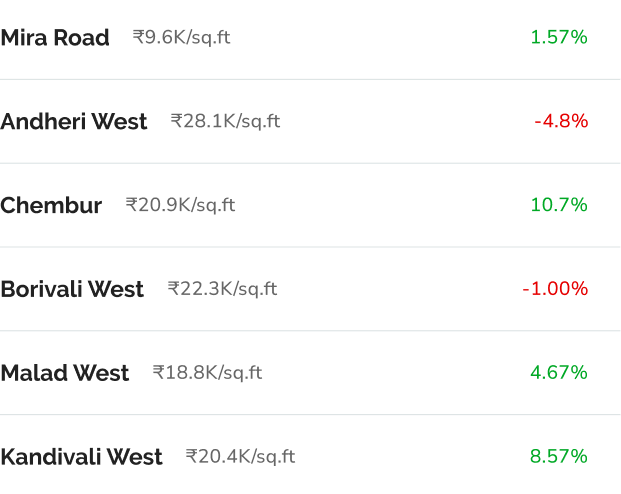 Mira Road ₹9.6K/sq.ft 1.57%
Andheri West ₹28.1K/sq.ft -4.8%
Chembur ₹20.9K/sq.ft 10.7%
Borivali West ₹22.3K/sq.ft -1.00%
Malad West ₹18.8K/sq.ft 4.67%
Kandivali West ₹20.4K/sq.ft 8.57%